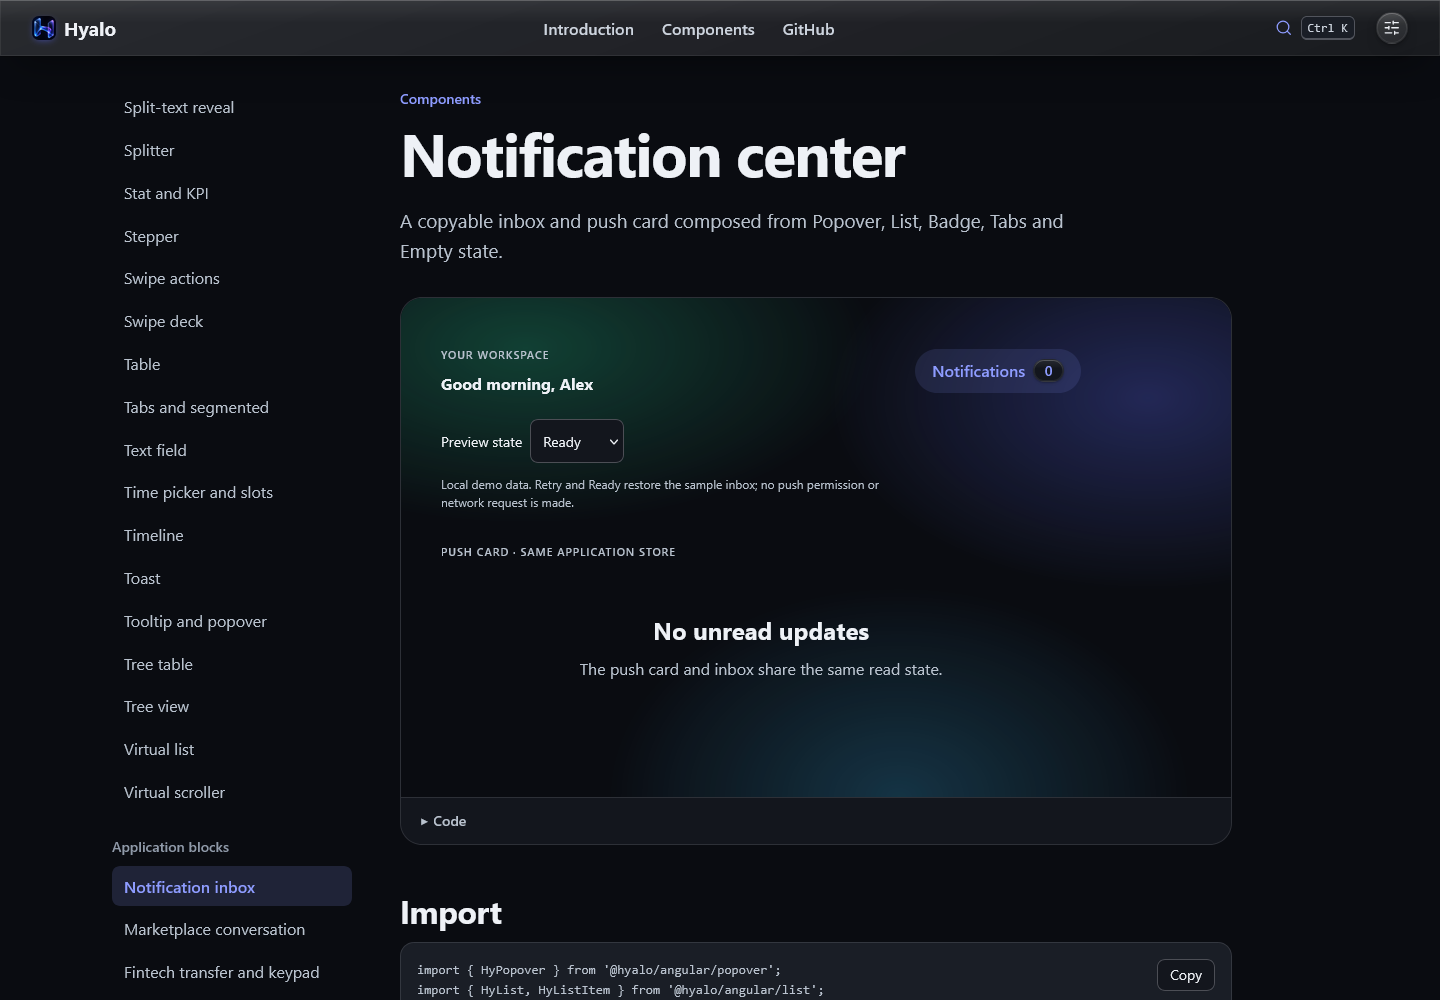 Hyalo
Introduction
Components
GitHub
Ctrl K
Split-text reveal
Splitter
Stat and KPI
Stepper
Swipe actions
Swipe deck
Table
Tabs and segmented
Text field
Time picker and slots
Timeline
Toast
Tooltip and popover
Tree table
Tree view
Virtual list
Virtual scroller
Application blocks
Notification inbox
Marketplace conversation
Fintech transfer and keypad
Components
Notification center
A copyable inbox and push card composed from Popover, List, Badge, Tabs and
Empty state.
YOUR WORKSPACE
Good morning, Alex
Notifications 0
Preview state Ready
Local demo data. Retry and Ready restore the sample inbox; no push permission or
network request is made.
PUSH CARD · SAME APPLICATION STORE
No unread updates
The push card and inbox share the same read state.
▸ Code
Import
import { HyPopover } from '@hyalo/angular/popover';
import { HyList, HyListItem } from '@hyalo/angular/list';
Copy